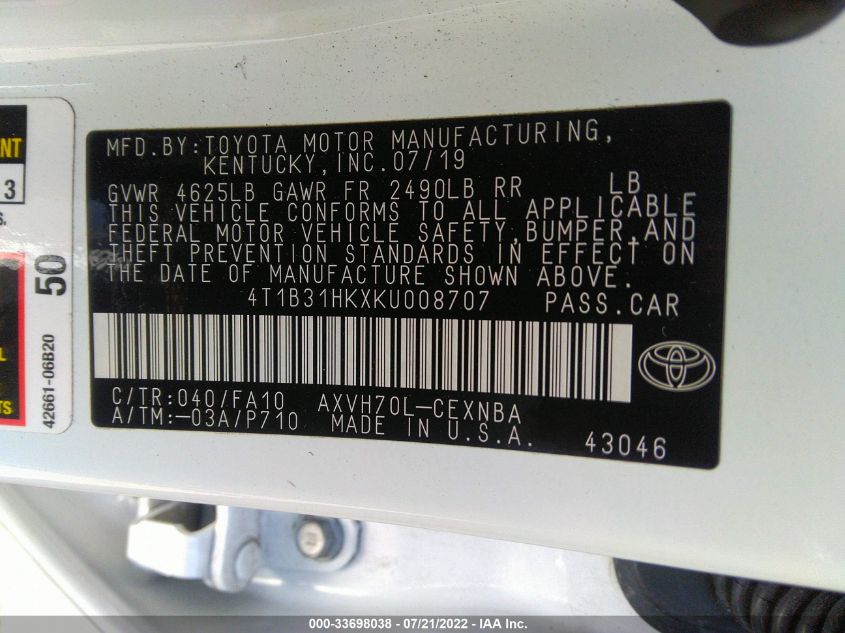 NT
3
S.
L
TS
50
42661-06B20
MFD.BY:TOYOTA MOTOR MANUFACTURING,
KENTUCKY,INC.07/19
GVWR 4625LB GAWR FR 2490LB RR LB
THIS VEHICLE CONFORMS TO ALL APPLICABLE
FEDERAL MOTOR VEHICLE SAFETY,BUMPER,AND
THEFT PREVENTION STANDARDS IN EFFECT ON
THE DATE OF MANUFACTURE SHOWN ABOVE.
4T1B31HKXKU008707 PASS.CAR
C/TR:040/FA10 AXVH70L-CEXNBA
A/TM:-03A/P710 MADE IN U.S.A. 43046
000-33698038 - 07/21/2022 - IAA Inc.